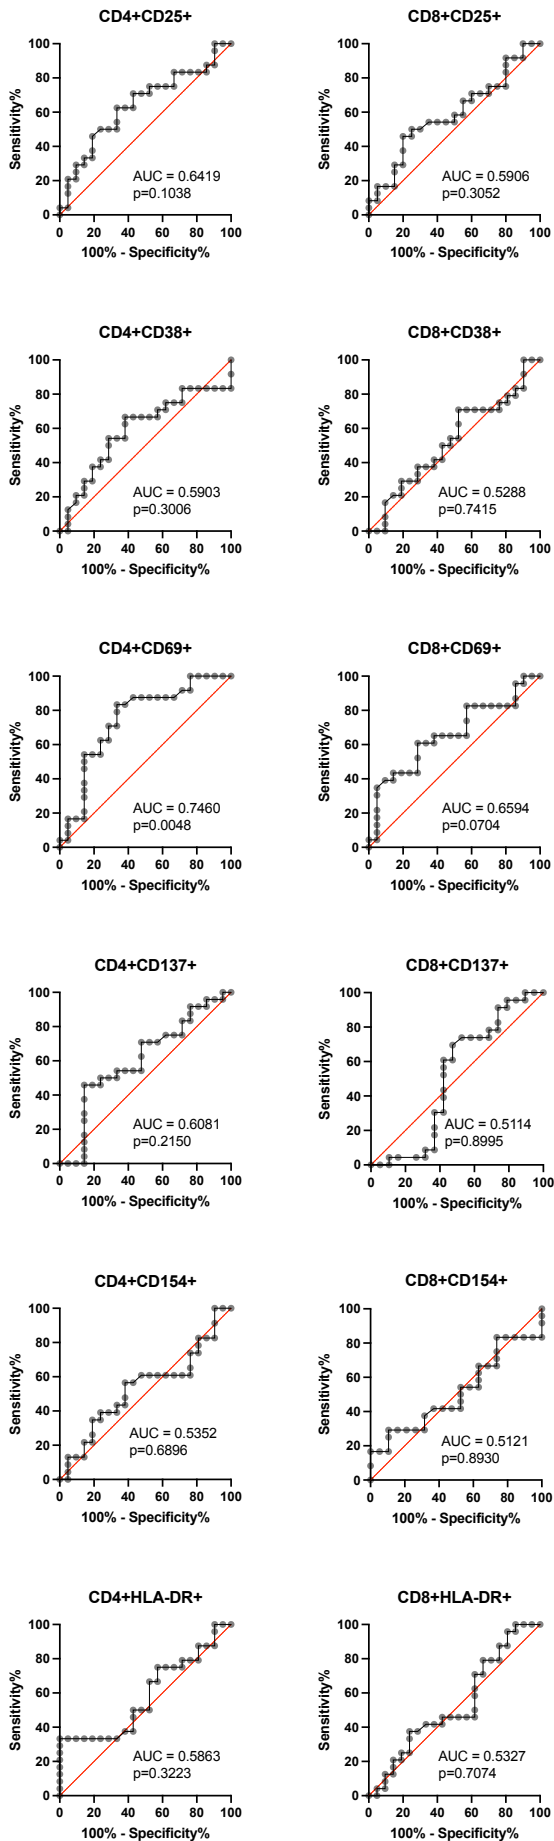 CD4+CD25+
Sensitivity%
100
80
60
40
20
0
AUC = 0.6419
p=0.1038
0 20 40 60 80 100
100% - Specificity%
CD8+CD25+
Sensitivity%
100
80
60
40
20
0
AUC = 0.5906
p=0.3052
0 20 40 60 80 100
100% - Specificity%
CD4+CD38+
Sensitivity%
100
80
60
40
20
0
AUC = 0.5903
p=0.3006
0 20 40 60 80 100
100% - Specificity%
CD8+CD38+
Sensitivity%
100
80
60
40
20
0
AUC = 0.5288
p=0.7415
0 20 40 60 80 100
100% - Specificity%
CD4+CD69+
Sensitivity%
100
80
60
40
20
0
AUC = 0.7460
p=0.0048
0 20 40 60 80 100
100% - Specificity%
CD8+CD69+
Sensitivity%
100
80
60
40
20
0
AUC = 0.6594
p=0.0704
0 20 40 60 80 100
100% - Specificity%
CD4+CD137+
Sensitivity%
100
80
60
40
20
0
AUC = 0.6081
p=0.2150
0 20 40 60 80 100
100% - Specificity%
CD8+CD137+
Sensitivity%
100
80
60
40
20
0
AUC = 0.5114
p=0.8995
0 20 40 60 80 100
100% - Specificity%
CD4+CD154+
Sensitivity%
100
80
60
40
20
0
AUC = 0.5352
p=0.6896
0 20 40 60 80 100
100% - Specificity%
CD8+CD154+
Sensitivity%
100
80
60
40
20
0
AUC = 0.5121
p=0.8930
0 20 40 60 80 100
100% - Specificity%
CD4+HLA-DR+
Sensitivity%
100
80
60
40
20
0
AUC = 0.5863
p=0.3223
0 20 40 60 80 100
100% - Specificity%
CD8+HLA-DR+
Sensitivity%
100
80
60
40
20
0
AUC = 0.5327
p=0.7074
0 20 40 60 80 100
100% - Specificity%